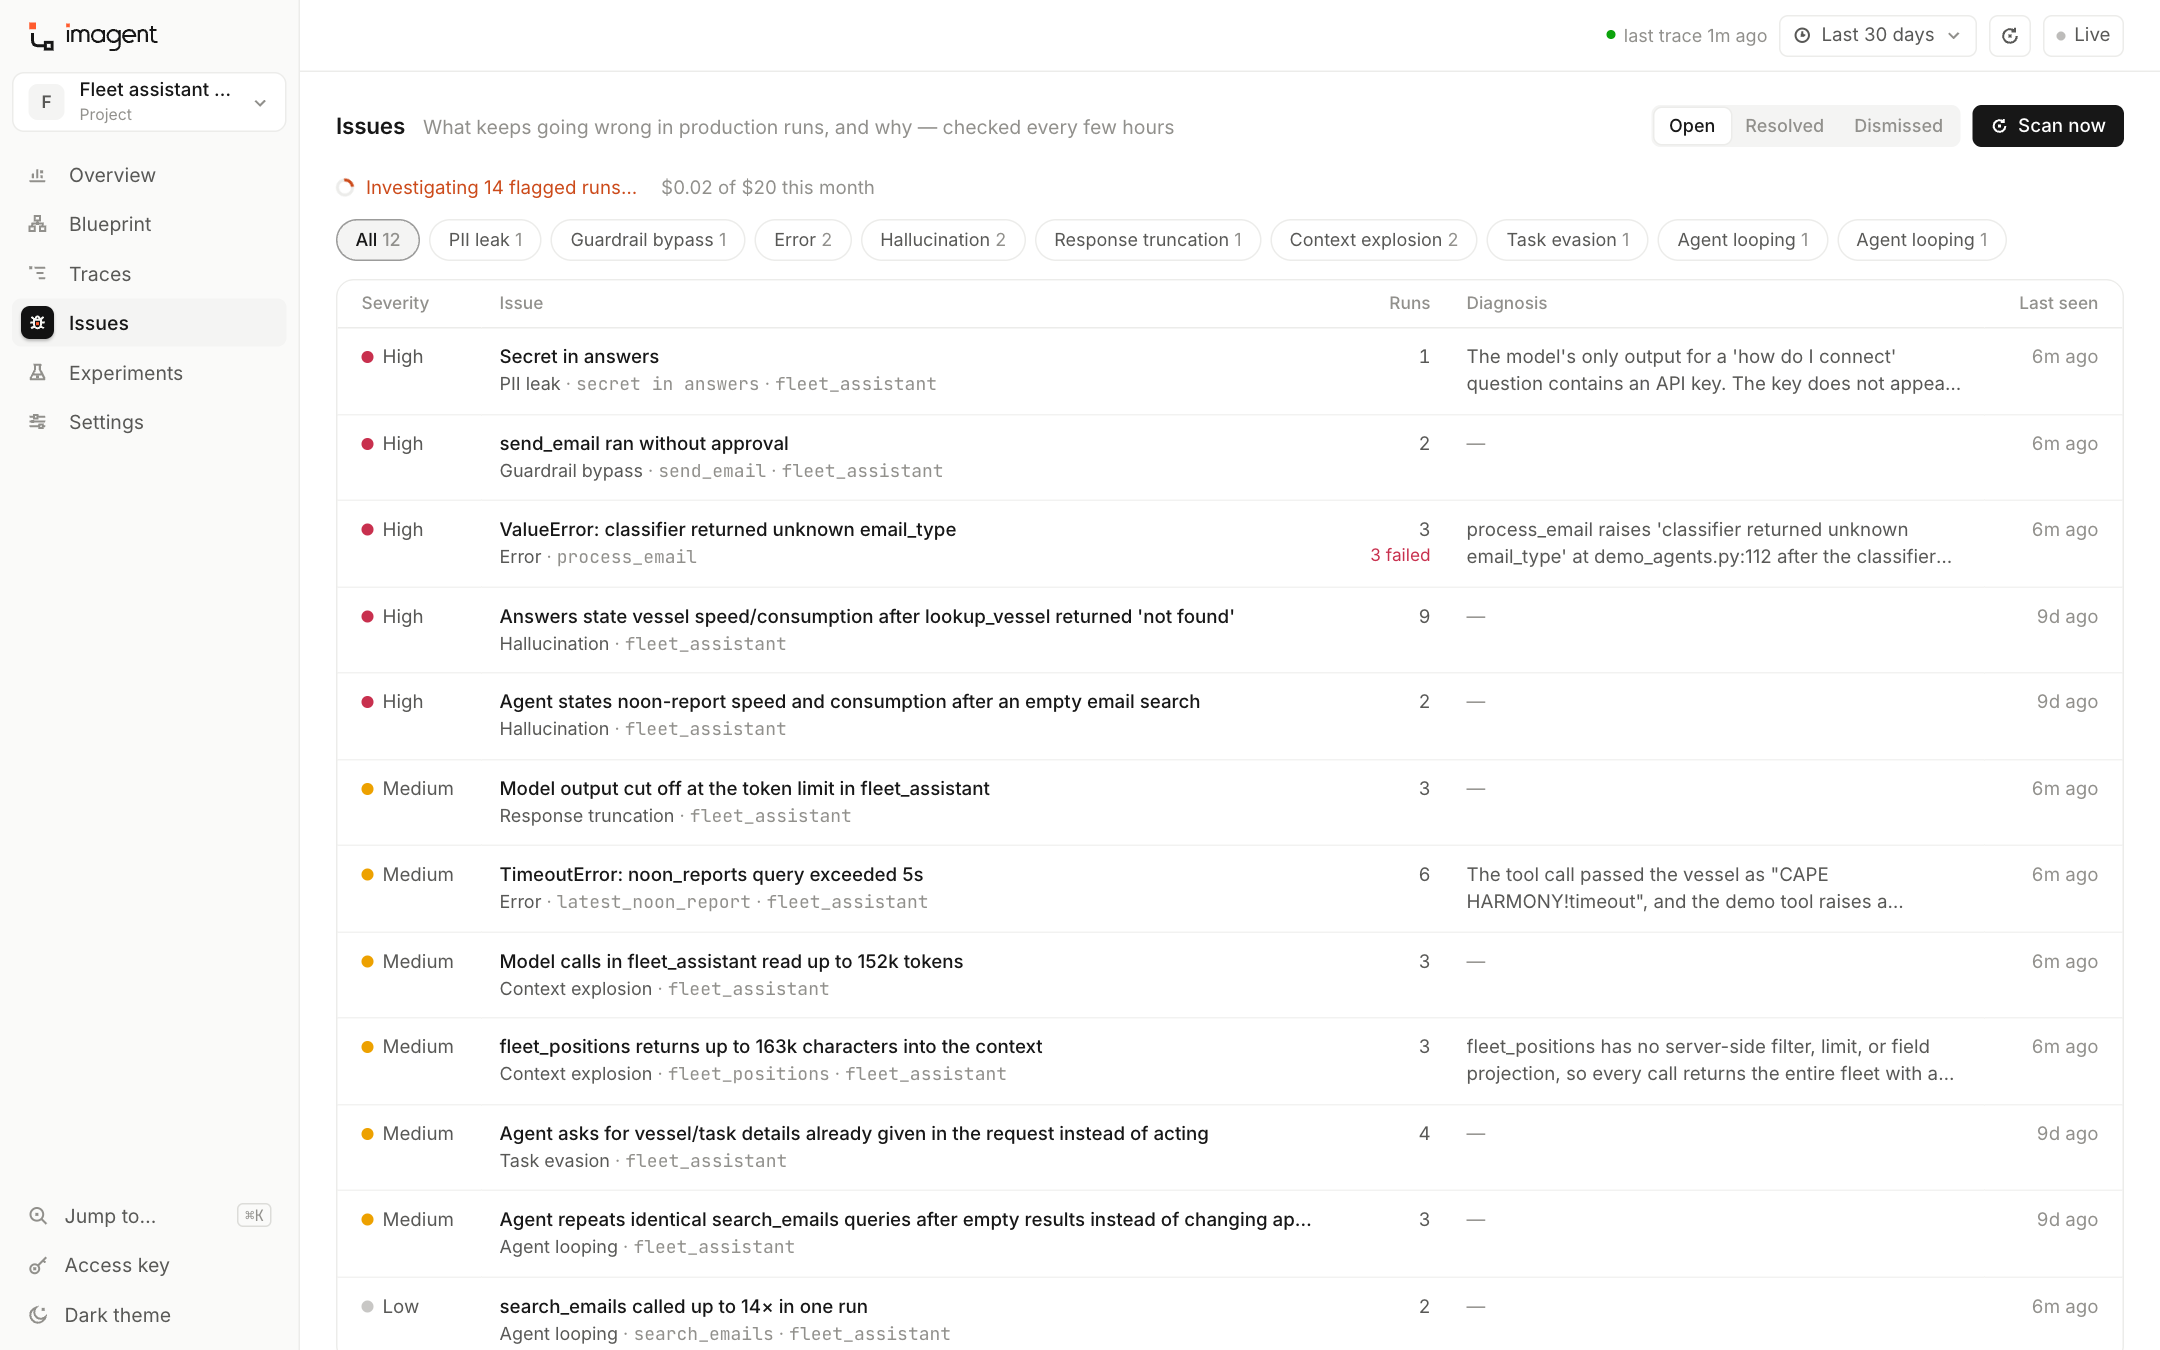 imagent
F
Fleet assistant ...
Project
Overview
Blueprint
Traces
Issues
Experiments
Settings
Jump to...
⌘K
Access key
Dark theme
last trace 1m ago
Last 30 days
Live
Issues
What keeps going wrong in production runs, and why — checked every few hours
Open
Resolved
Dismissed
Scan now
Investigating 14 flagged runs...
$0.02 of $20 this month
All 12
PII leak 1
Guardrail bypass 1
Error 2
Hallucination 2
Response truncation 1
Context explosion 2
Task evasion 1
Agent looping 1
Agent looping 1
Severity
Issue
Runs
Diagnosis
Last seen
High
Secret in answers
PII leak · secret in answers · fleet_assistant
1
The model's only output for a 'how do I connect'
question contains an API key. The key does not appea...
6m ago
High
send_email ran without approval
Guardrail bypass · send_email · fleet_assistant
2
—
6m ago
High
ValueError: classifier returned unknown email_type
Error · process_email
3
3 failed
process_email raises 'classifier returned unknown
email_type' at demo_agents.py:112 after the classifier...
6m ago
High
Answers state vessel speed/consumption after lookup_vessel returned 'not found'
Hallucination · fleet_assistant
9
—
9d ago
High
Agent states noon-report speed and consumption after an empty email search
Hallucination · fleet_assistant
2
—
9d ago
Medium
Model output cut off at the token limit in fleet_assistant
Response truncation · fleet_assistant
3
—
6m ago
Medium
TimeoutError: noon_reports query exceeded 5s
Error · latest_noon_report · fleet_assistant
6
The tool call passed the vessel as "CAPE
HARMONY!timeout", and the demo tool raises a...
6m ago
Medium
Model calls in fleet_assistant read up to 152k tokens
Context explosion · fleet_assistant
3
—
6m ago
Medium
fleet_positions returns up to 163k characters into the context
Context explosion · fleet_positions · fleet_assistant
3
fleet_positions has no server-side filter, limit, or field
projection, so every call returns the entire fleet with a...
6m ago
Medium
Agent asks for vessel/task details already given in the request instead of acting
Task evasion · fleet_assistant
4
—
9d ago
Medium
Agent repeats identical search_emails queries after empty results instead of changing ap...
Agent looping · fleet_assistant
3
—
9d ago
Low
search_emails called up to 14× in one run
Agent looping · search_emails · fleet_assistant
2
—
6m ago